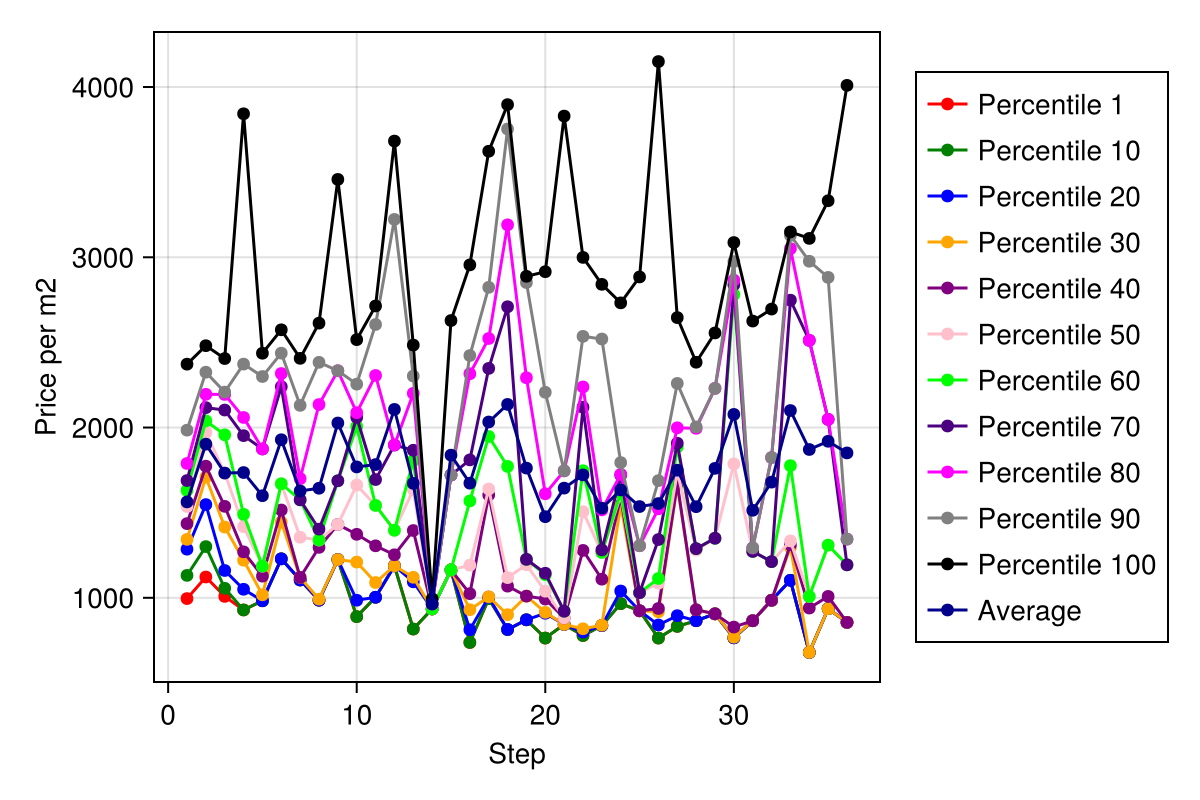 4000
3000
2000
1000
Price per m2
0
10
20
30
Step
Percentile 1
Percentile 10
Percentile 20
Percentile 30
Percentile 40
Percentile 50
Percentile 60
Percentile 70
Percentile 80
Percentile 90
Percentile 100
Average